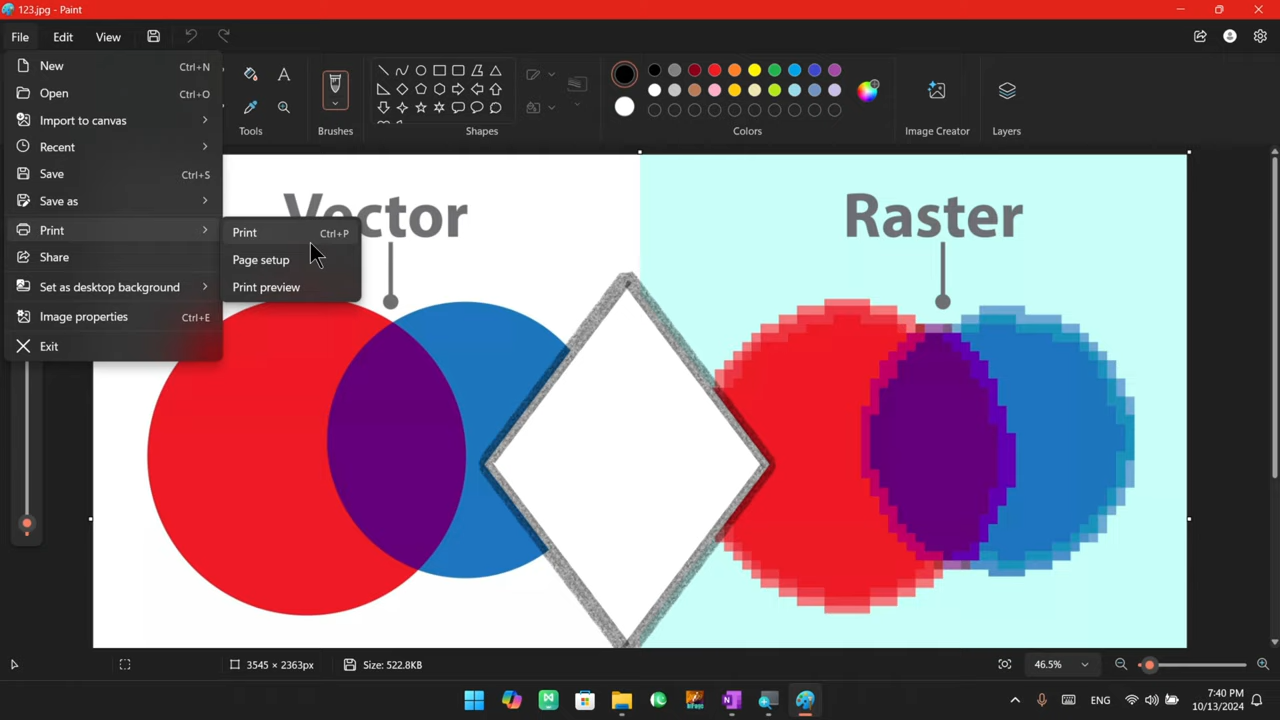 123.jpg - Paint
File Edit View
New Ctrl+N
Open Ctrl+O
Import to canvas
Recent
Save Ctrl+S
Save as
Print
Share
Set as desktop background
Image properties Ctrl+E
Exit
Print Ctrl+P
Page setup
Print preview
Tools
Brushes
Shapes
Colors
Image Creator
Layers
Vector
Raster
3545 × 2363px
Size: 522.8KB
46.5%
ENG
7:40 PM
10/13/2024